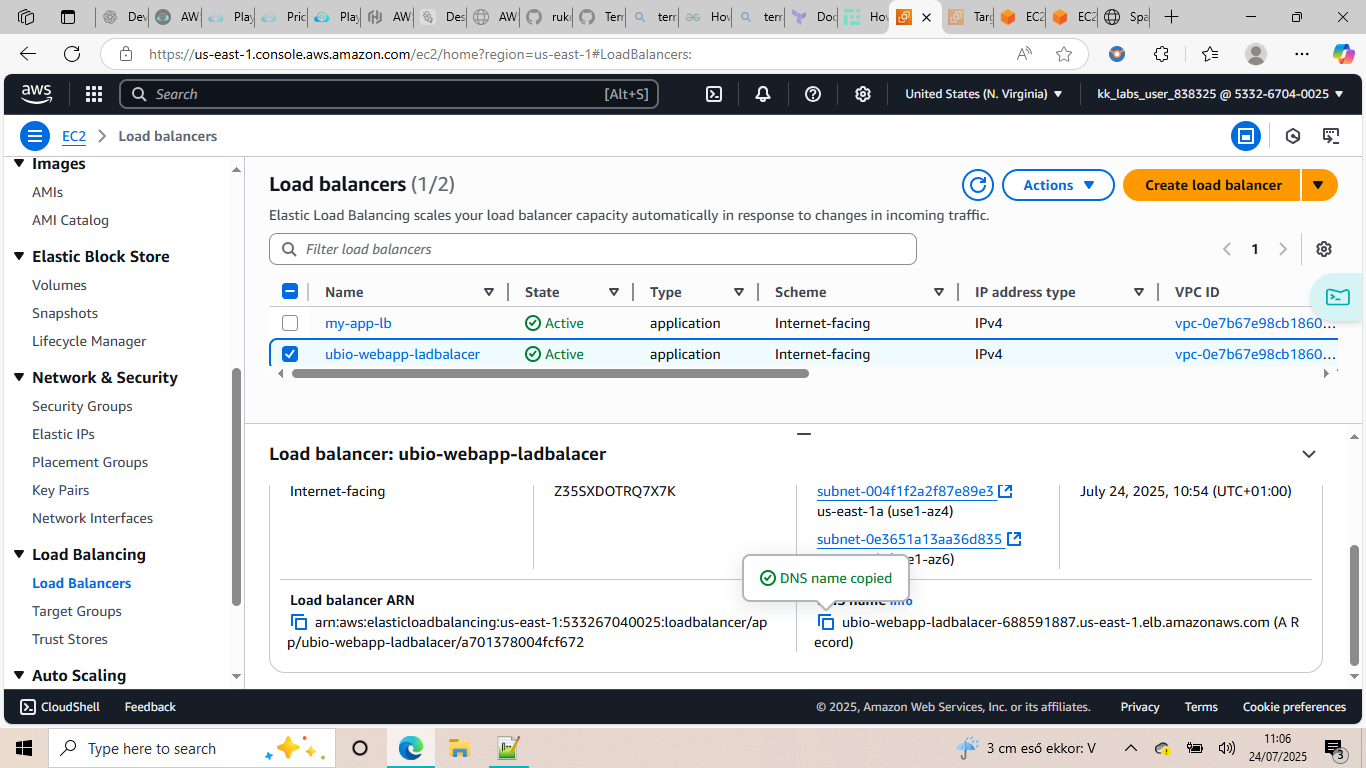 Dev
AW
Play
Pric
Play
AW
Des
AW
ruke
Terr
terr
Hov
terr
Doc
Hov
Targ
EC2
EC2
Spa
https://us-east-1.console.aws.amazon.com/ec2/home?region=us-east-1#LoadBalancers:
aws
Search
[Alt+S]
United States (N. Virginia)
kk_labs_user_838325 @ 5332-6704-0025
EC2
Load balancers
Images
AMIs
AMI Catalog
Elastic Block Store
Volumes
Snapshots
Lifecycle Manager
Network & Security
Security Groups
Elastic IPs
Placement Groups
Key Pairs
Network Interfaces
Load Balancing
Load Balancers
Target Groups
Trust Stores
Auto Scaling
Load balancers (1/2)
Actions
Create load balancer
Elastic Load Balancing scales your load balancer capacity automatically in response to changes in incoming traffic.
Filter load balancers
1
Name State Type Scheme IP address type VPC ID
my-app-lb Active application Internet-facing IPv4 vpc-0e7b67e98cb1860...
ubio-webapp-ladbalacer Active application Internet-facing IPv4 vpc-0e7b67e98cb1860...
Load balancer: ubio-webapp-ladbalacer
Internet-facing
Z35SXDOTRQ7X7K
subnet-004f1f2a2f87e89e3
us-east-1a (use1-az4)
subnet-0e3651a13aa36d835
e1-az6)
July 24, 2025, 10:54 (UTC+01:00)
DNS name copied
Load balancer ARN
arn:aws:elasticloadbalancing:us-east-1:533267040025:loadbalancer/ap
p/ubio-webapp-ladbalacer/a701378004fcf672
name Info
ubio-webapp-ladbalacer-688591887.us-east-1.elb.amazonaws.com (A R
ecord)
CloudShell
Feedback
© 2025, Amazon Web Services, Inc. or its affiliates.
Privacy
Terms
Cookie preferences
Type here to search
3 cm eső ekkor: V
11:06
24/07/2025
3